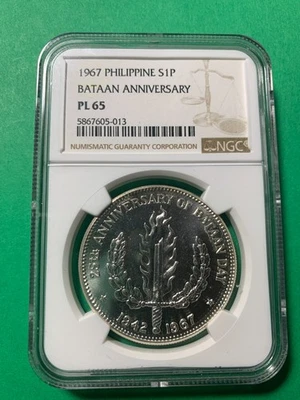 1967 PHILIPPINE S1P
BATAAN ANNIVERSARY
PL 65
5867605-013
NUMISMATIC GUARANTY CORPORATION
NGC
25TH ANNIVERSARY OF BATAAN DAY
1942 1967